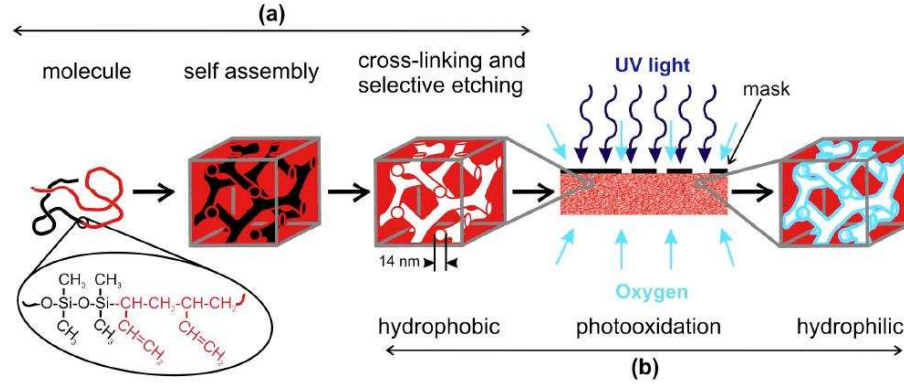 (a)
molecule
self assembly
cross-linking and
selective etching
UV light
mask
14 nm
CH₃ CH₃
-O-Si-O-Si-CH-CH₂-CH-CH₂-
CH₃ CH₃ CH=CH₂ CH=CH₂
Oxygen
hydrophobic
photooxidation
hydrophilic
(b)